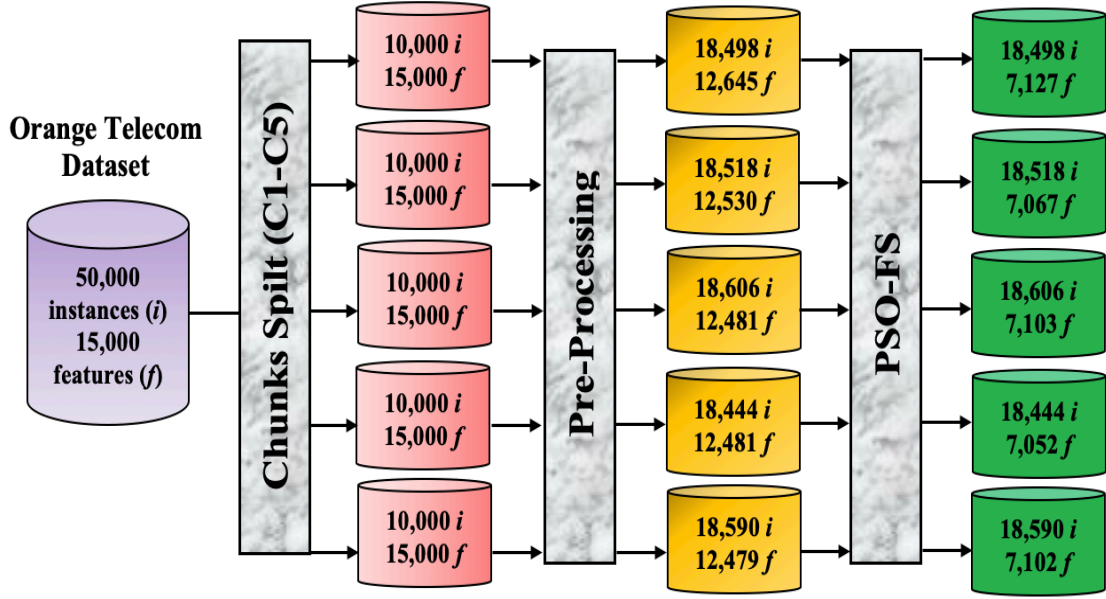 Orange Telecom
Dataset
50,000
instances (i)
15,000
features (f)
Chunks Spilt (C1-C5)
10,000 i
15,000 f
10,000 i
15,000 f
10,000 i
15,000 f
10,000 i
15,000 f
10,000 i
15,000 f
Pre-Processing
18,498 i
12,645 f
18,518 i
12,530 f
18,606 i
12,481 f
18,444 i
12,481 f
18,590 i
12,479 f
PSO-FS
18,498 i
7,127 f
18,518 i
7,067 f
18,606 i
7,103 f
18,444 i
7,052 f
18,590 i
7,102 f